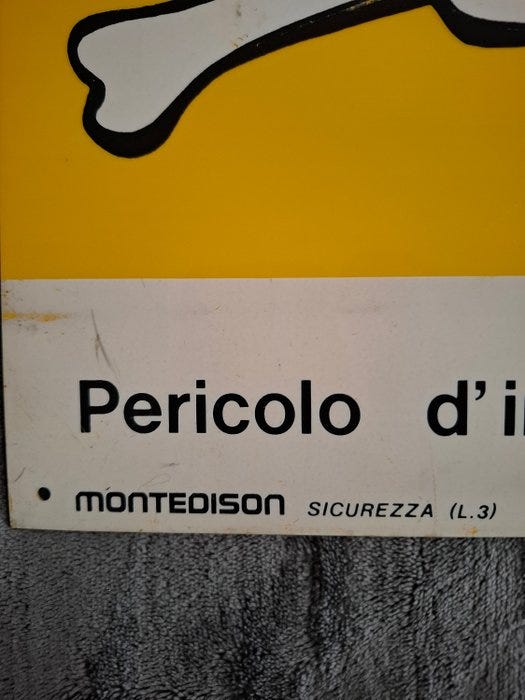 Pericolo d'i
MONTEDISON SICUREZZA (L.3)